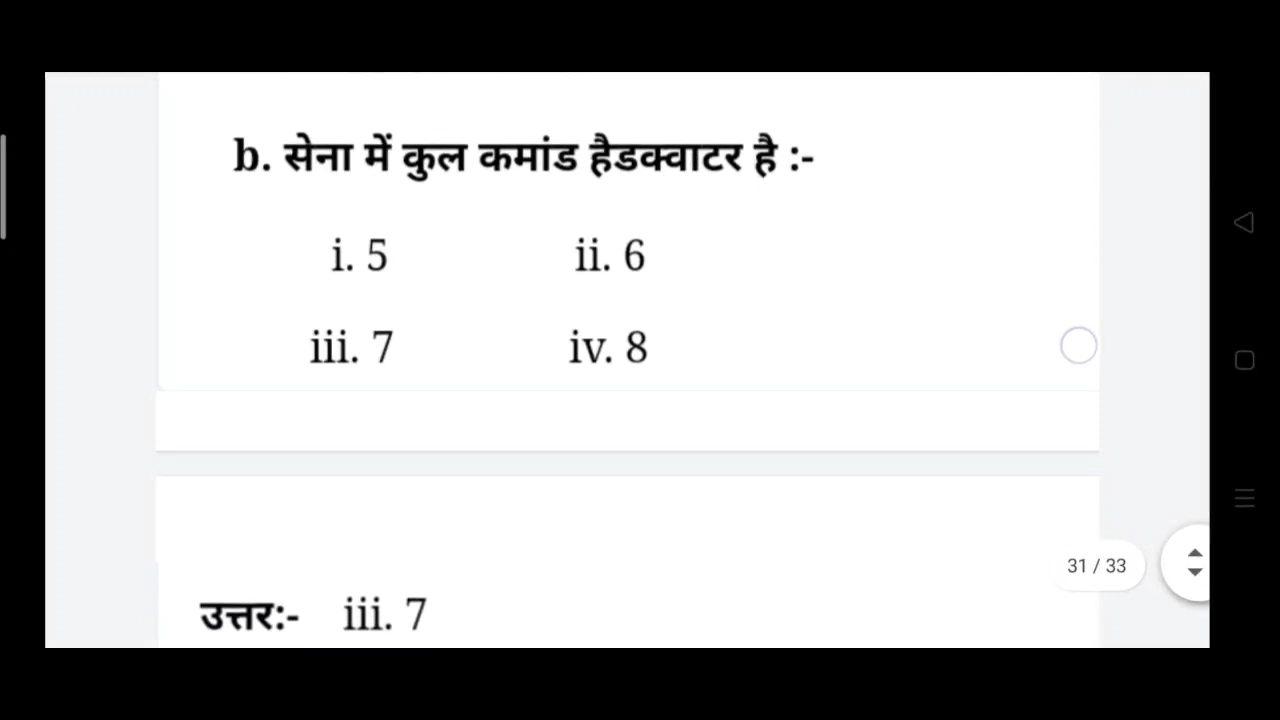 b. सेना में कुल कमांड हैडक्वाटर है :-
i. 5 ii. 6
iii. 7 iv. 8
31 / 33
उत्तर:- iii. 7